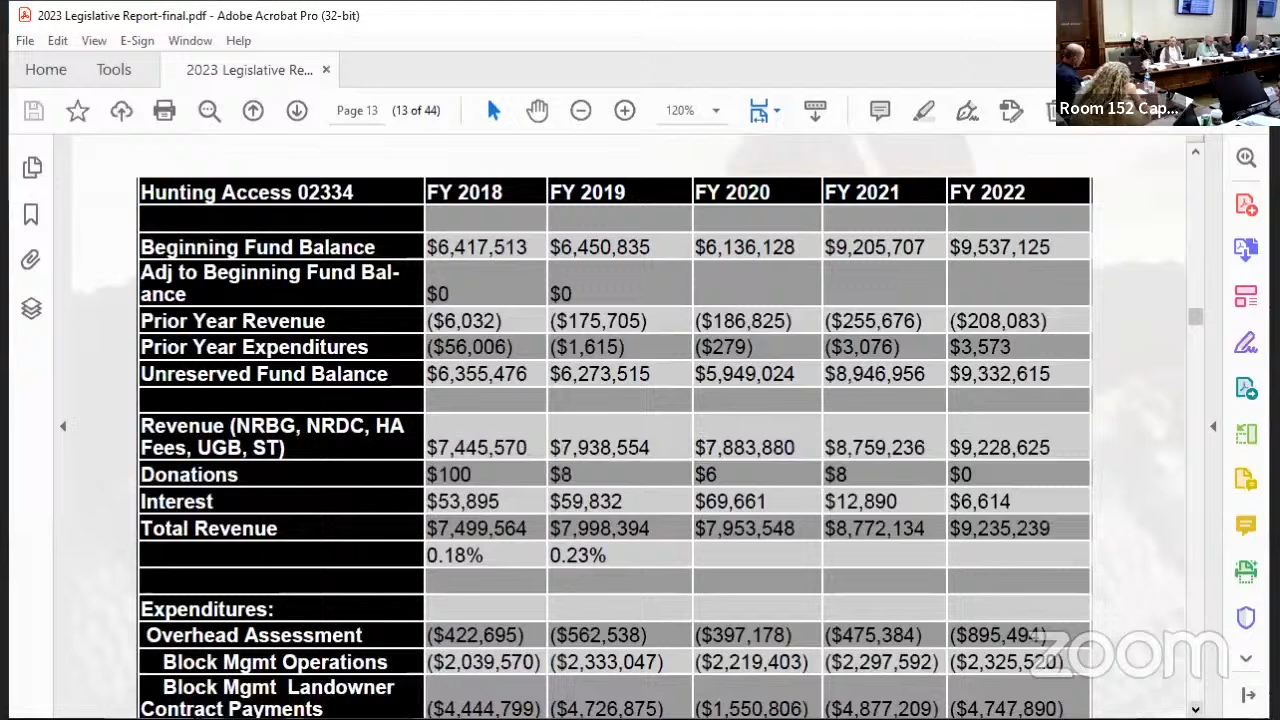 2023 Legislative Report-final.pdf - Adobe Acrobat Pro (32-bit)
File Edit View E-Sign Window Help
Home Tools 2023 Legislative Re... ×
Page 13 (13 of 44) 120%
Room 152 Cap...
Hunting Access 02334 FY 2018 FY 2019 FY 2020 FY 2021 FY 2022
Beginning Fund Balance $6,417,513 $6,450,835 $6,136,128 $9,205,707 $9,537,125
Adj to Beginning Fund Bal-
ance $0 $0
Prior Year Revenue ($6,032) ($175,705) ($186,825) ($255,676) ($208,083)
Prior Year Expenditures ($56,006) ($1,615) ($279) ($3,076) $3,573
Unreserved Fund Balance $6,355,476 $6,273,515 $5,949,024 $8,946,956 $9,332,615
Revenue (NRBG, NRDC, HA
Fees, UGB, ST) $7,445,570 $7,938,554 $7,883,880 $8,759,236 $9,228,625
Donations $100 $8 $6 $8 $0
Interest $53,895 $59,832 $69,661 $12,890 $6,614
Total Revenue $7,499,564 $7,998,394 $7,953,548 $8,772,134 $9,235,239
0.18% 0.23%
Expenditures:
Overhead Assessment ($422,695) ($562,538) ($397,178) ($475,384) ($895,494)
Block Mgmt Operations ($2,039,570) ($2,333,047) ($2,219,403) ($2,297,592) ($2,325,520)
Block Mgmt Landowner
Contract Payments ($4,444,799) ($4,726,875) ($1,550,806) ($4,877,209) ($4,747,890)
zoom